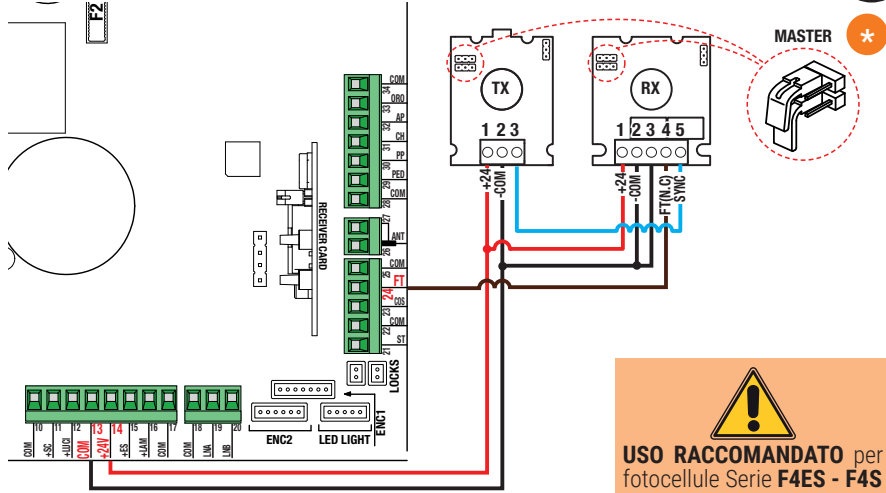 F2
MASTER
*
TX
RX
1 2 3
1 2 3 4 5
+24
-COM
+24
-COM
FT(N.C)
SYNC
COM
34
ORO
33
AP
32
CH
31
PP
30
PED
29
COM
28
27
ANT
26
COM
25
FT
24
COS
23
COM
22
ST
21
RECEIVER CARD
LOCKS
ENC1
ENC2
LED LIGHT
10 11 12 13 14 15 16 17
COM +SC +LUCI COM +24V +ES +LAM COM
18 19 20
COM LNA LNB
USO RACCOMANDATO per
fotocellule Serie F4ES - F4S